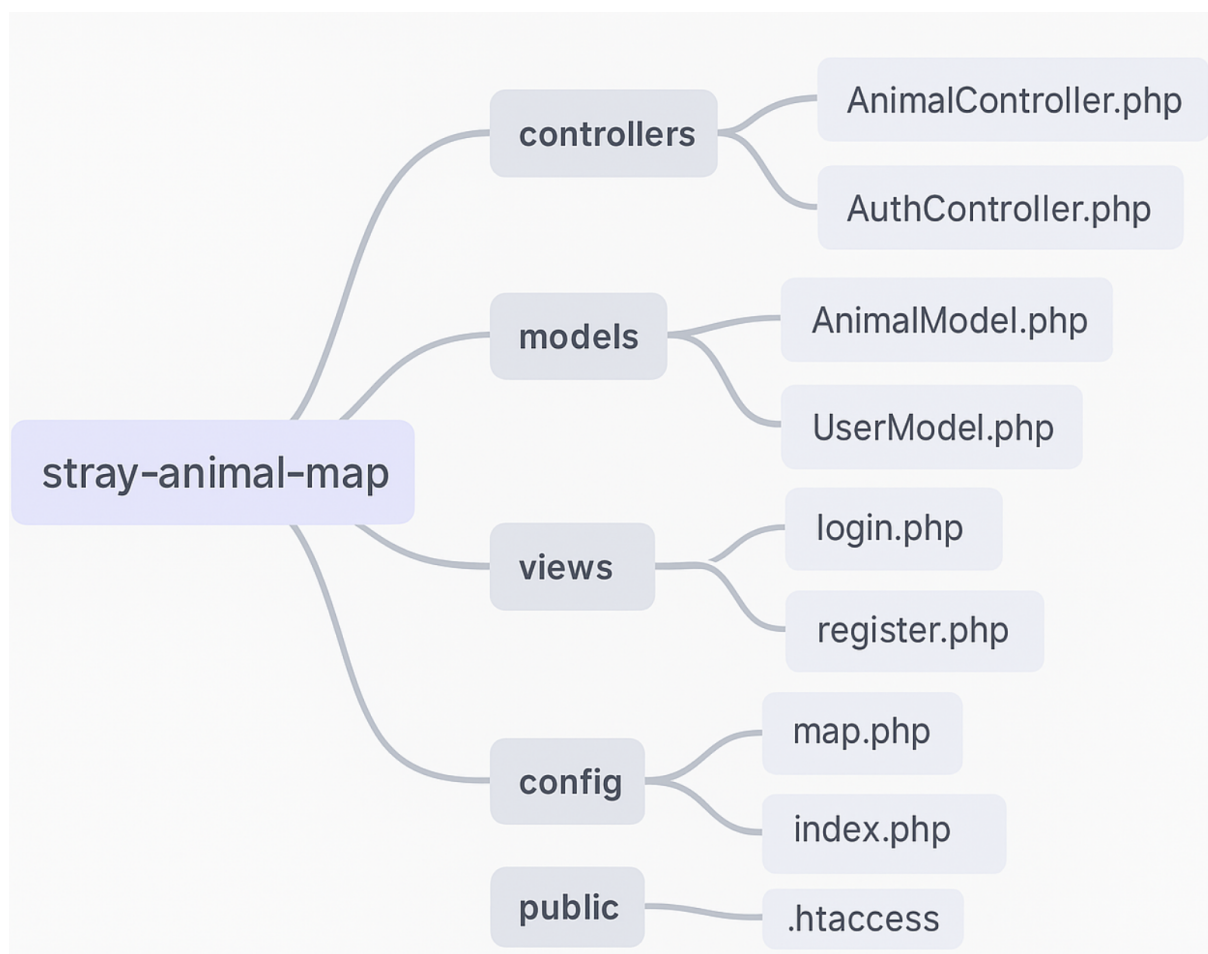 stray-animal-map
controllers
AnimalController.php
AuthController.php
models
AnimalModel.php
UserModel.php
views
login.php
register.php
config
map.php
index.php
public
.htaccess